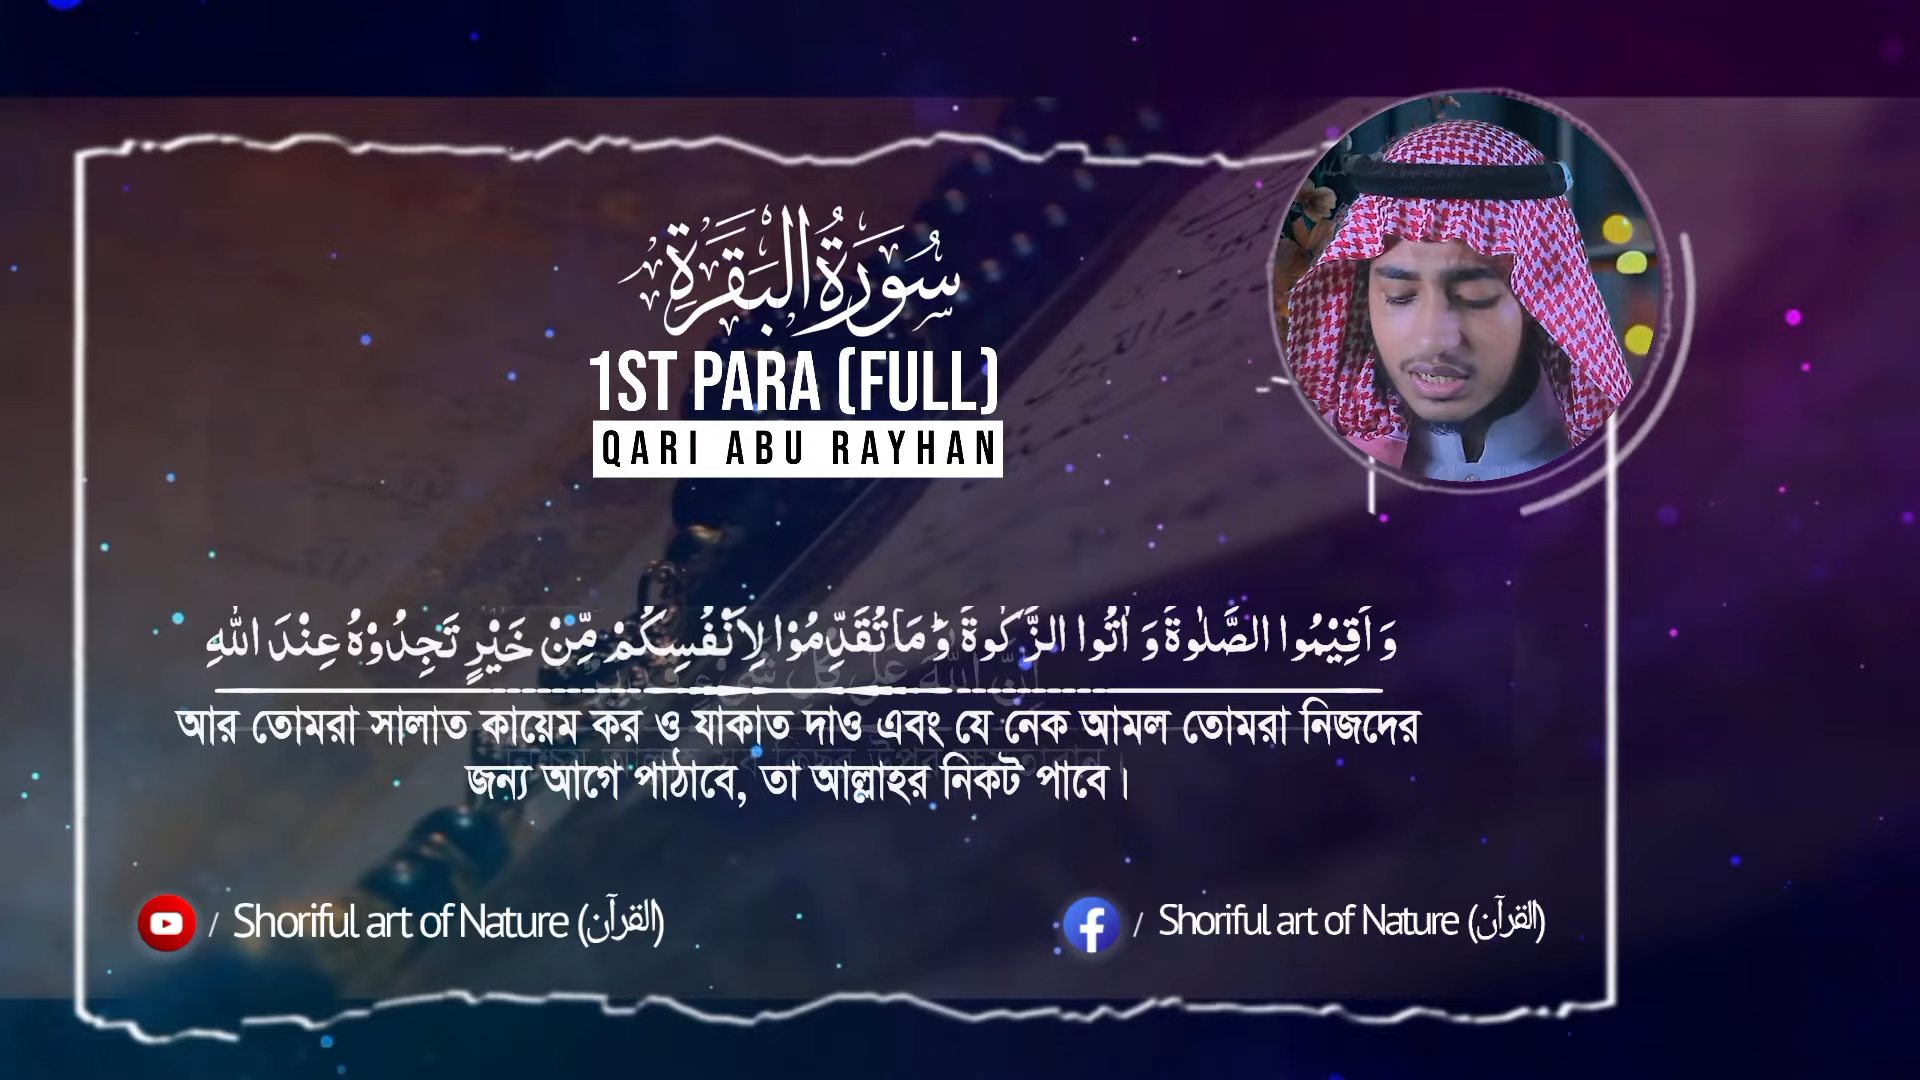 سُوْرَةُ الْبَقَرَةِ
1ST PARA (FULL)
QARI ABU RAYHAN
وَ اَقِیْمُوا الصَّلٰوةَ وَ اٰتُوا الزَّكٰوةَ ؕ وَ مَا تُقَدِّمُوْا لِاَنْفُسِكُمْ مِّنْ خَیْرٍ تَجِدُوْهُ عِنْدَ اللّٰهِ
اِنَّ اللّٰهَ عَلٰی كُلِّ شَیْءٍ قَدِیْرٌ
আর তোমরা সালাত কায়েম কর ও যাকাত দাও এবং যে নেক আমল তোমরা নিজদের
জন্য আগে পাঠাবে, তা আল্লাহর নিকট পাবে।
/ Shoriful art of Nature (القرآن)
/ Shoriful art of Nature (القرآن)